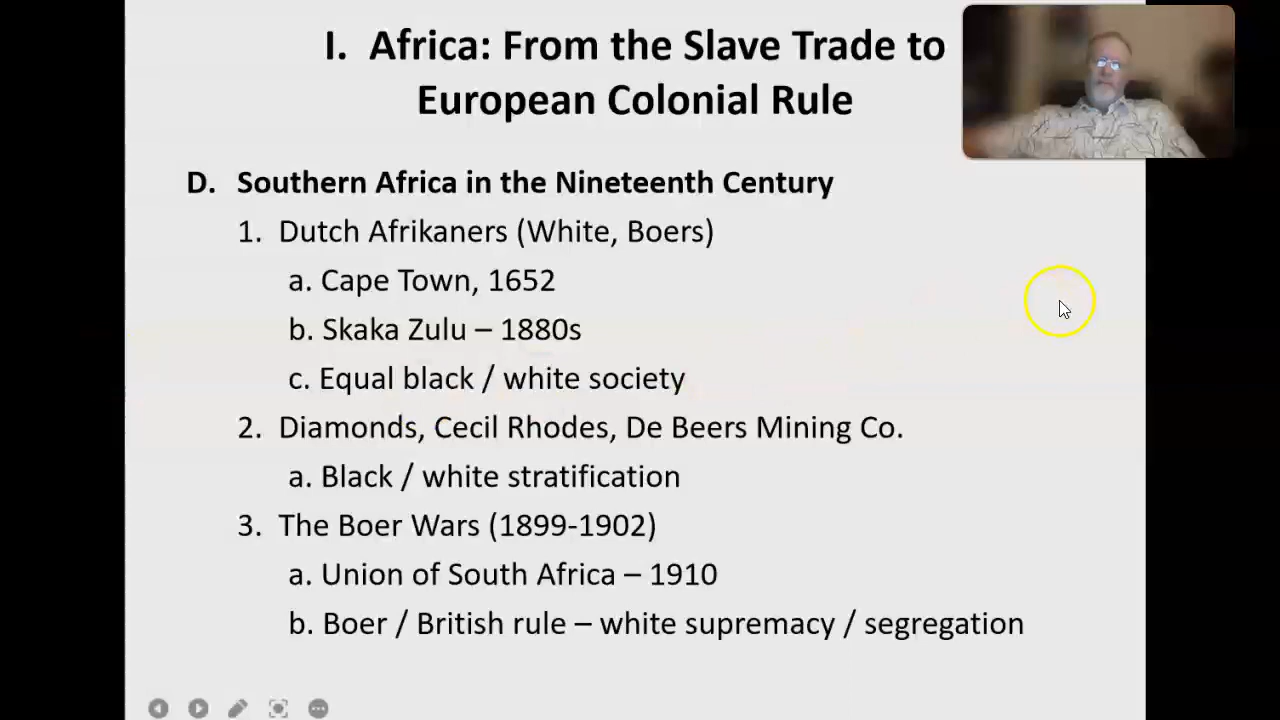 I. Africa: From the Slave Trade to
European Colonial Rule
D. Southern Africa in the Nineteenth Century
1. Dutch Afrikaners (White, Boers)
a. Cape Town, 1652
b. Skaka Zulu – 1880s
c. Equal black / white society
2. Diamonds, Cecil Rhodes, De Beers Mining Co.
a. Black / white stratification
3. The Boer Wars (1899-1902)
a. Union of South Africa – 1910
b. Boer / British rule – white supremacy / segregation